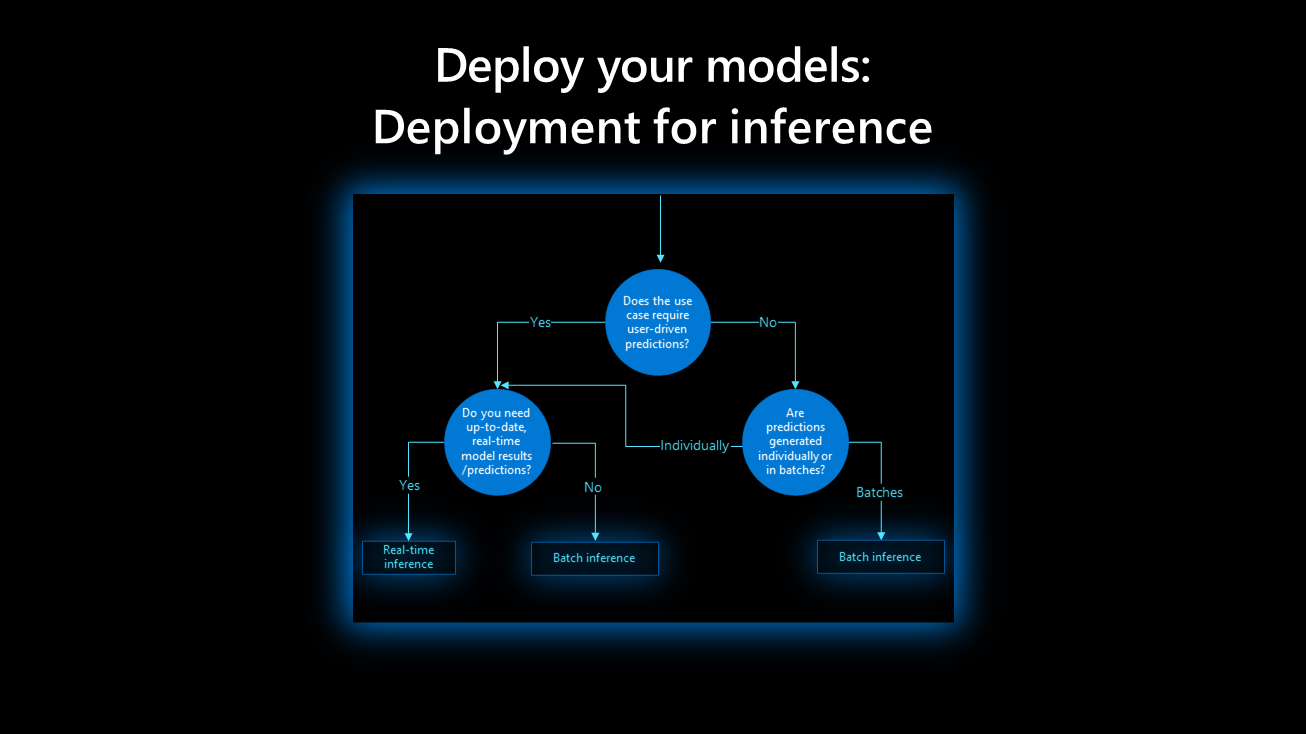 Deploy your models:
Deployment for inference
Does the use
case require
user-driven
predictions?
Yes
No
Do you need
up-to-date,
real-time
model results
/predictions?
Are
predictions
generated
individually or
in batches?
Individually
Yes
No
Batches
Real-time
inference
Batch inference
Batch inference